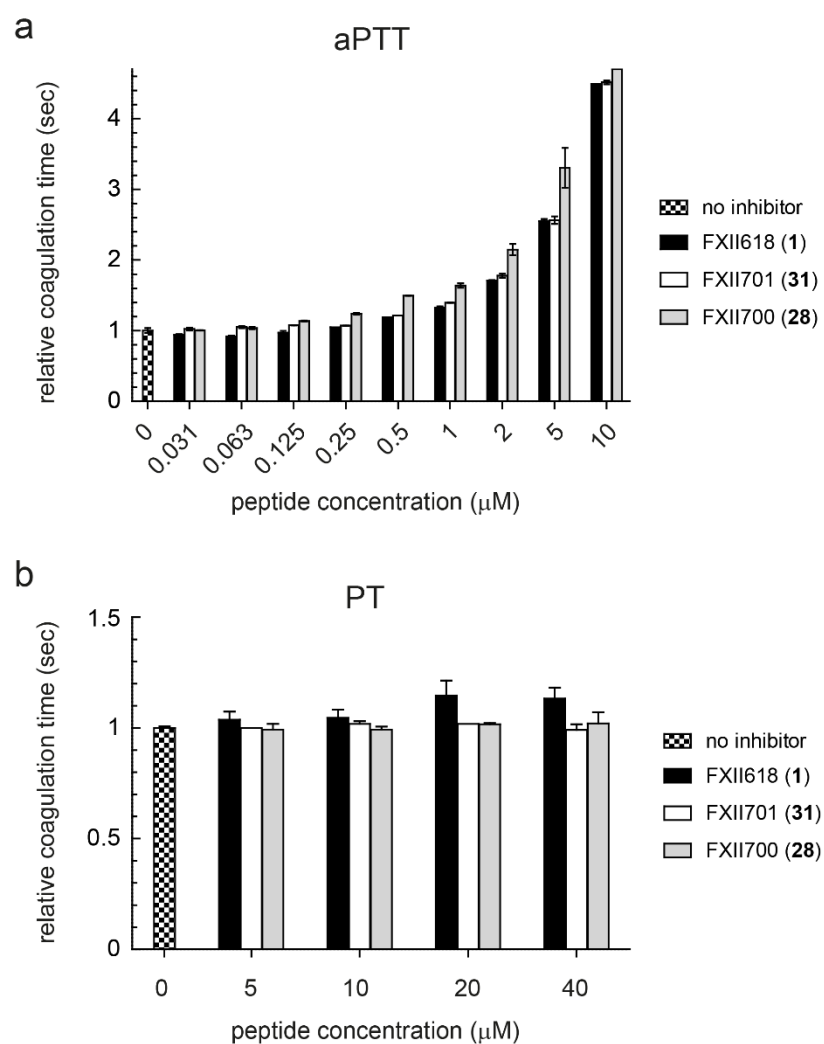 a
aPTT
relative coagulation time (sec)
4
3
2
1
0
0
0.031
0.063
0.125
0.25
0.5
1
2
5
10
peptide concentration (μM)
no inhibitor
FXII618 (1)
FXII701 (31)
FXII700 (28)
b
PT
relative coagulation time (sec)
1.5
1
0.5
0
0
5
10
20
40
peptide concentration (μM)
no inhibitor
FXII618 (1)
FXII701 (31)
FXII700 (28)